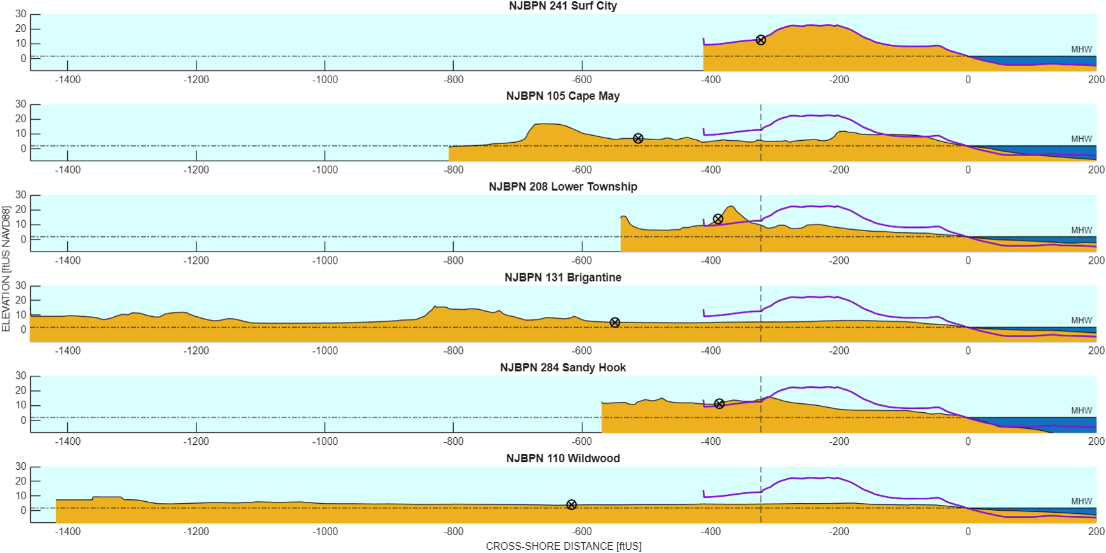 NJBPN 241 Surf City
30
20
10
0
MHW
-1400 -1200 -1000 -800 -600 -400 -200 0 200
NJBPN 105 Cape May
30
20
10
0
MHW
-1400 -1200 -1000 -800 -600 -400 -200 0 200
NJBPN 208 Lower Township
30
20
10
0
MHW
-1400 -1200 -1000 -800 -600 -400 -200 0 200
ELEVATION [ftUS NAVD88]
NJBPN 131 Brigantine
30
20
10
0
MHW
-1400 -1200 -1000 -800 -600 -400 -200 0 200
NJBPN 284 Sandy Hook
30
20
10
0
MHW
-1400 -1200 -1000 -800 -600 -400 -200 0 200
NJBPN 110 Wildwood
30
20
10
0
MHW
-1400 -1200 -1000 -800 -600 -400 -200 0 200
CROSS-SHORE DISTANCE [ftUS]